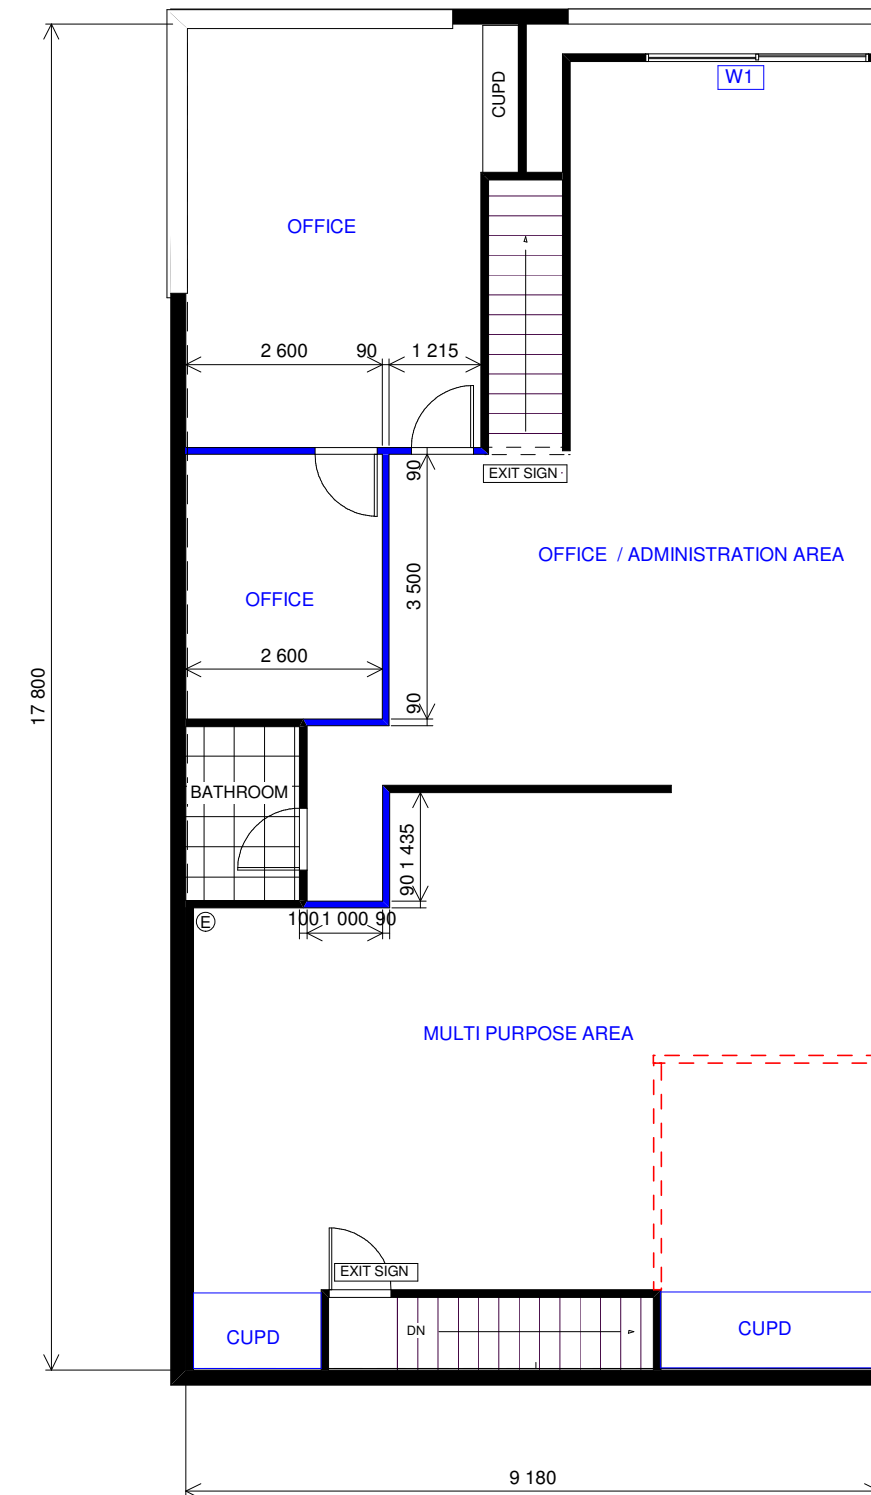 W1
CUPD
OFFICE
2 600
90
1 215
90
EXIT SIGN
OFFICE / ADMINISTRATION AREA
3 500
OFFICE
2 600
90
17 800
BATHROOM
1 435
90
E
100
1 000
90
MULTI PURPOSE AREA
EXIT SIGN
DN
CUPD
CUPD
9 180